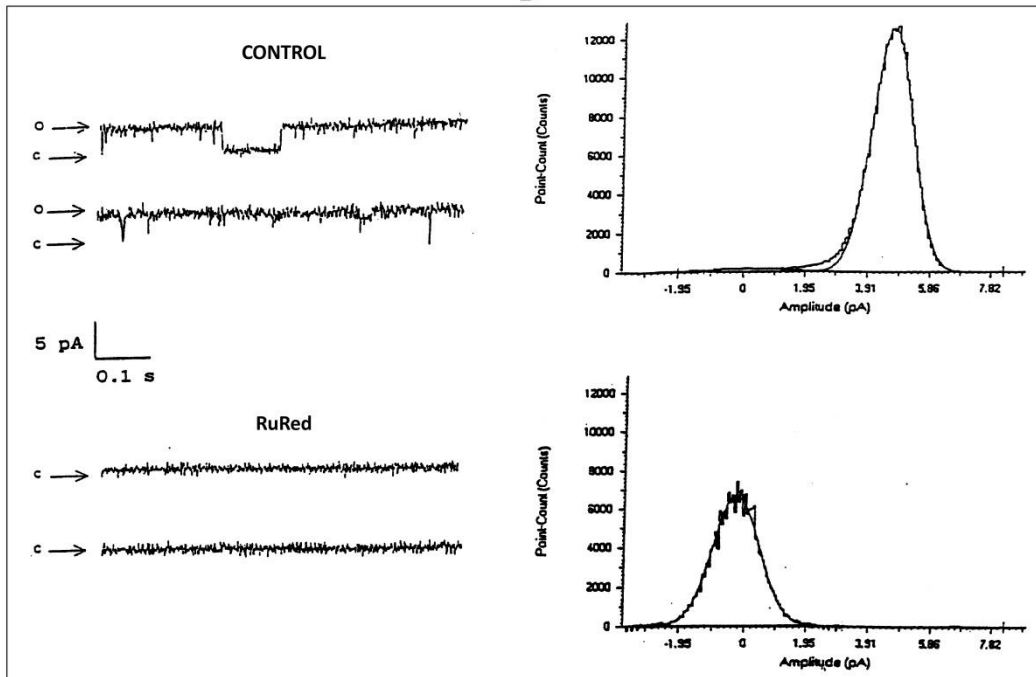 CONTROL
o
c
o
c
5 pA
0.1 s
RuRed
c
c
12000
10000
8000
6000
4000
2000
0
Point-Count (Counts)
-1.95 0 1.95 3.91 5.86 7.82
Amplitude (pA)
12000
10000
8000
6000
4000
2000
0
Point-Count (Counts)
-1.95 0 1.95 3.91 5.86 7.82
Amplitude (pA)